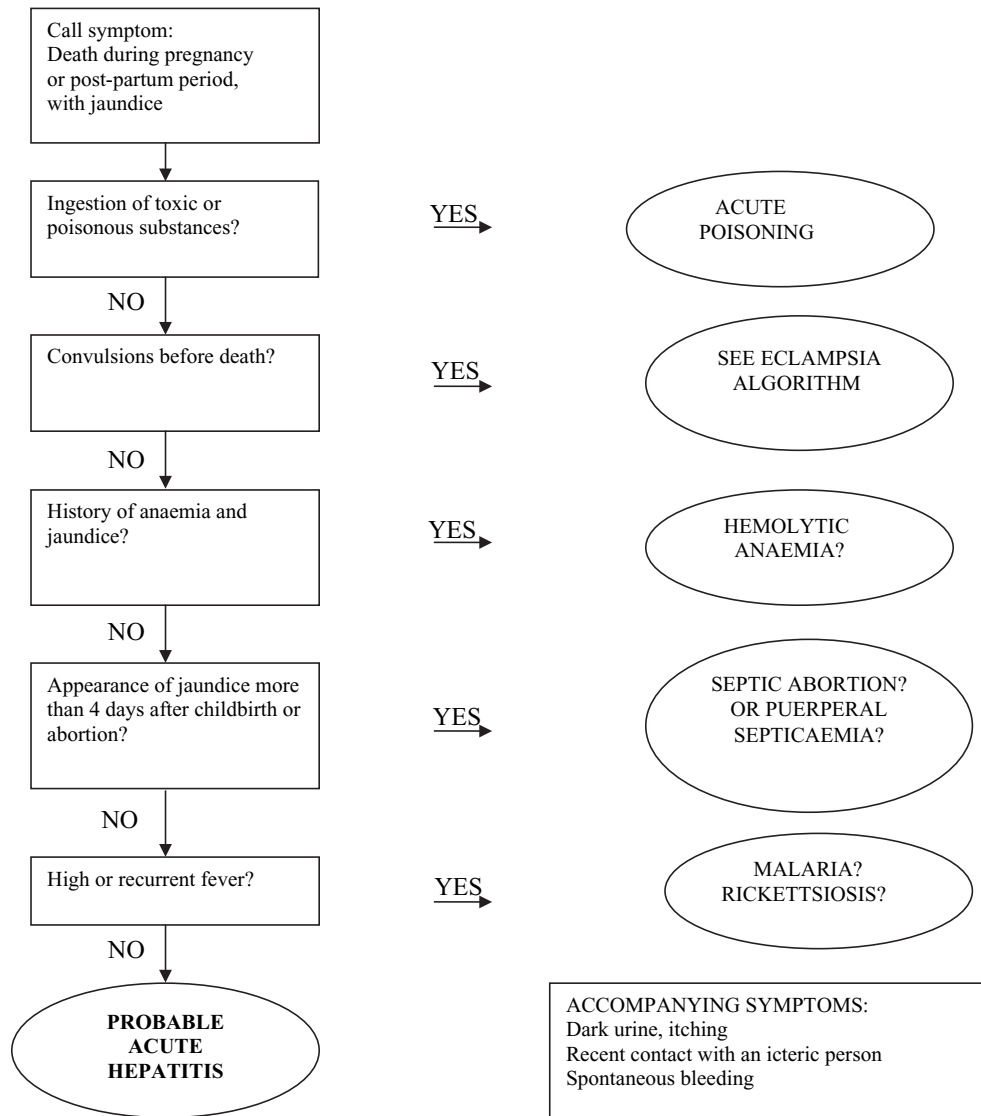 Call symptom:
Death during pregnancy
or post-partum period,
with jaundice
Ingestion of toxic or
poisonous substances?
YES
ACUTE
POISONING
NO
Convulsions before death?
YES
SEE ECLAMPSIA
ALGORITHM
NO
History of anaemia and
jaundice?
YES
HEMOLYTIC
ANAEMIA?
NO
Appearance of jaundice more
than 4 days after childbirth or
abortion?
YES
SEPTIC ABORTION?
OR PUERPERAL
SEPTICAEMIA?
NO
High or recurrent fever?
YES
MALARIA?
RICKETTSIOSIS?
NO
PROBABLE
ACUTE
HEPATITIS
ACCOMPANYING SYMPTOMS:
Dark urine, itching
Recent contact with an icteric person
Spontaneous bleeding